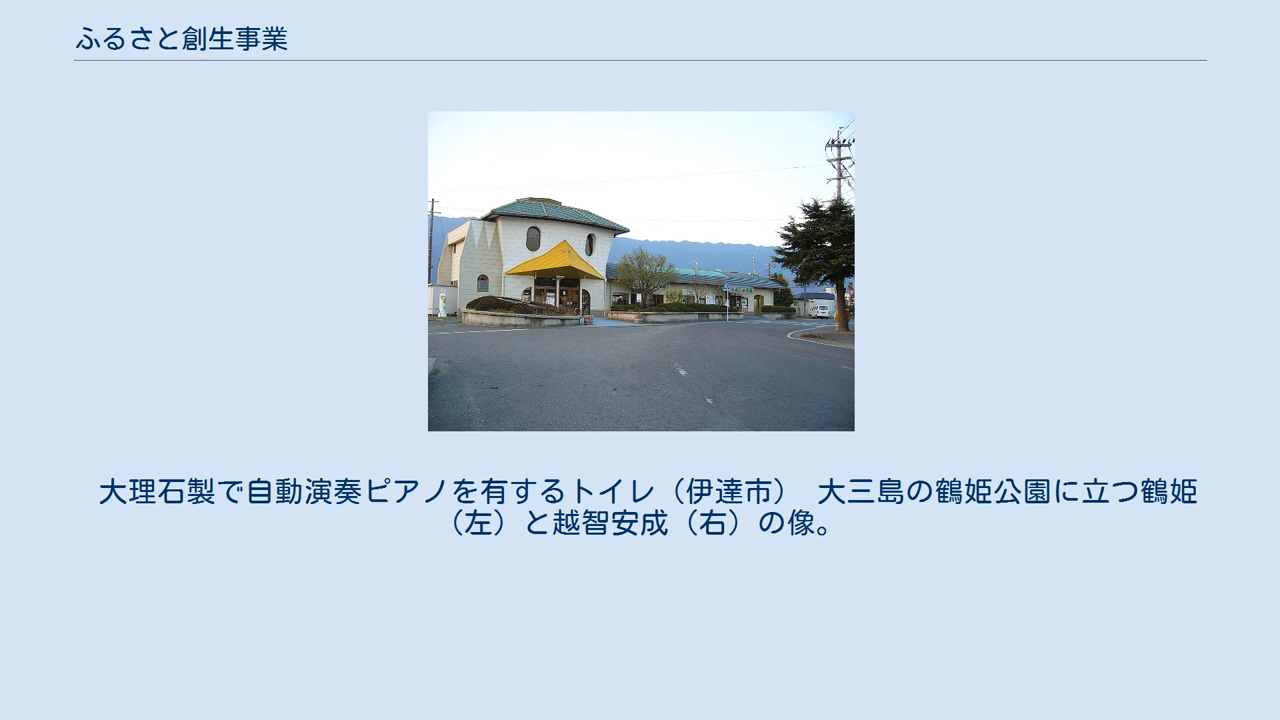 ふるさと創生事業
大理石製で自動演奏ピアノを有するトイレ（伊達市）　大三島の鶴姫公園に立つ鶴姫
（左）と越智安成（右）の像。